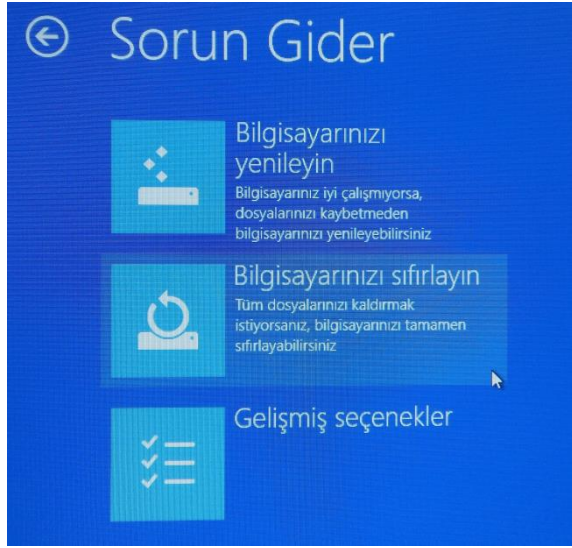 Sorun Gider
Bilgisayarınızı
yenileyin
Bilgisayarınız iyi çalışmıyorsa,
dosyalarınızı kaybetmeden
bilgisayarınızı yenileyebilirsiniz
Bilgisayarınızı sıfırlayın
Tüm dosyalarınızı kaldırmak
istiyorsanız, bilgisayarınızı tamamen
sıfırlayabilirsiniz
Gelişmiş seçenekler